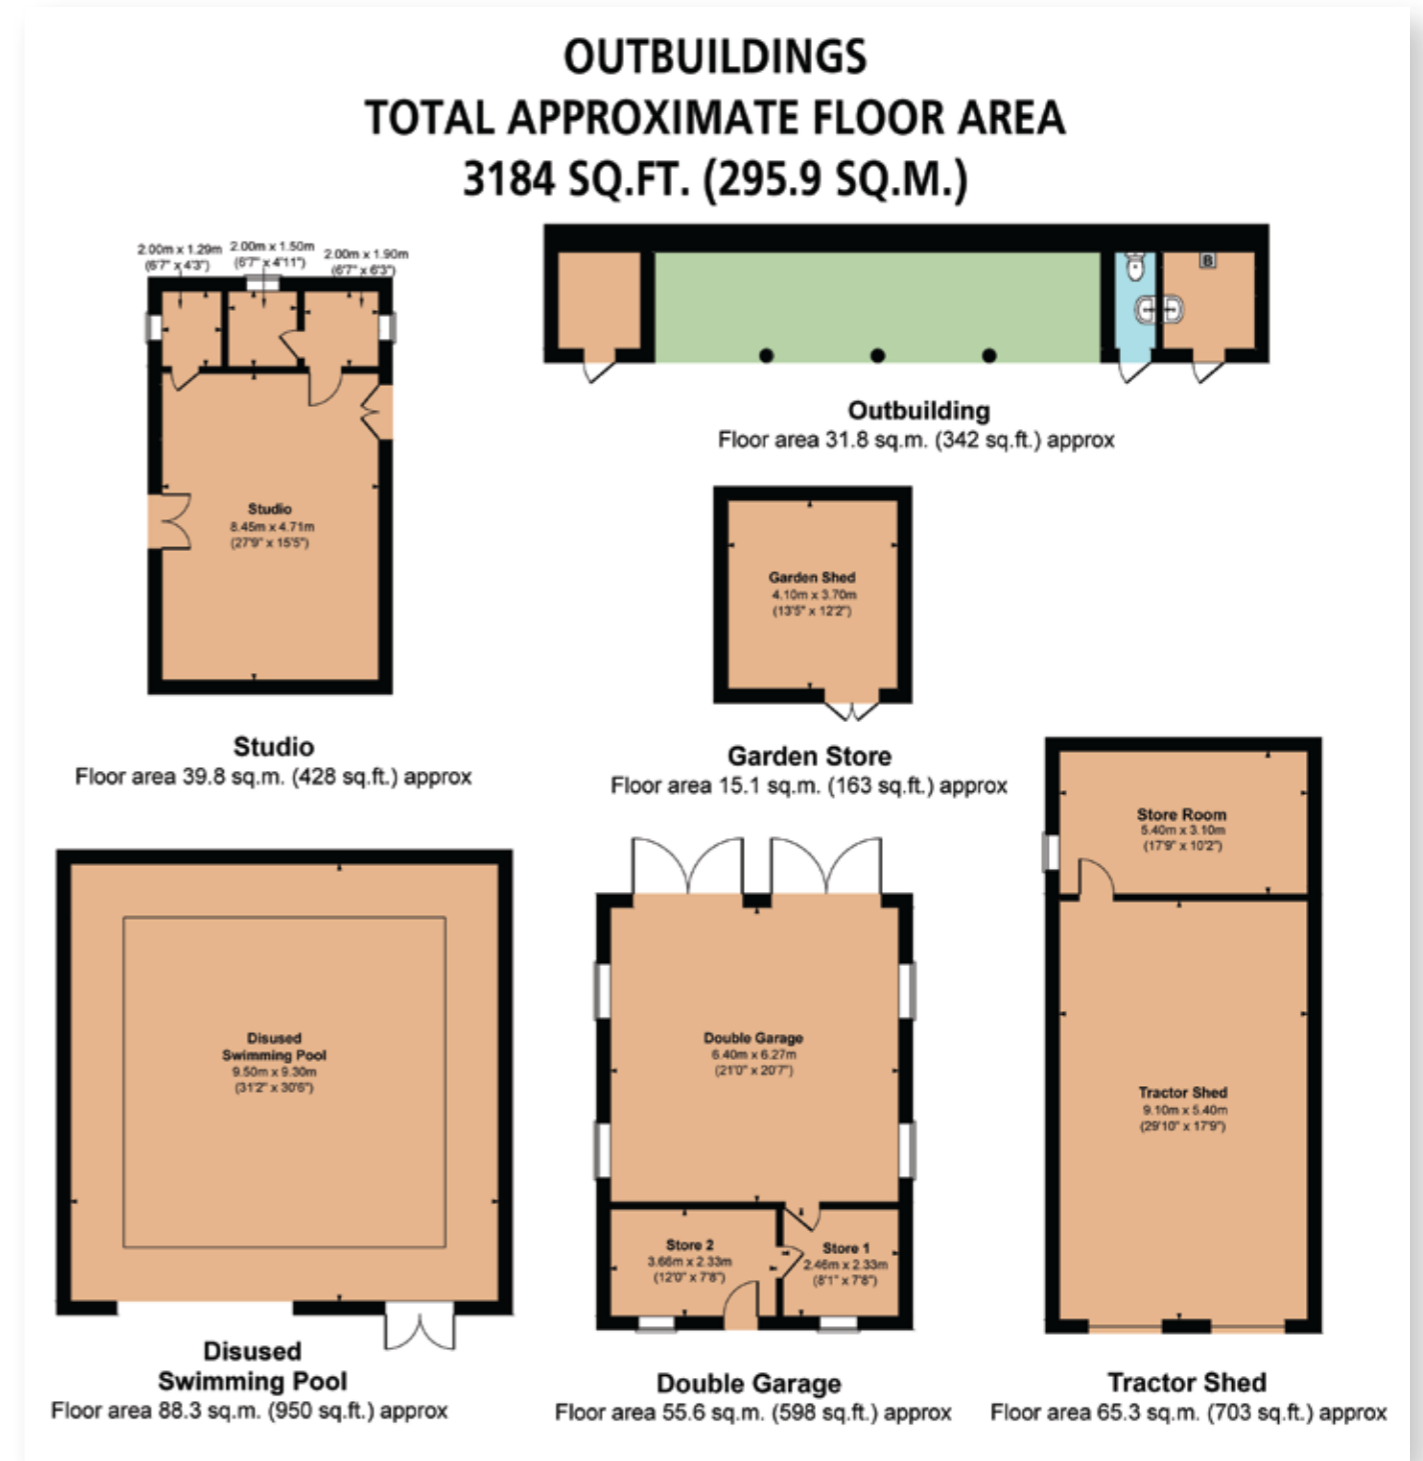 OUTBUILDINGS
TOTAL APPROXIMATE FLOOR AREA
3184 SQ.FT. (295.9 SQ.M.)
2.00m x 1.29m
(6'7" x 4'3")
2.00m x 1.50m
(6'7" x 4'11")
2.00m x 1.90m
(6'7" x 6'3")
Studio
8.45m x 4.71m
(27'9" x 15'5")
Studio
Floor area 39.8 sq.m. (428 sq.ft.) approx
B
Outbuilding
Floor area 31.8 sq.m. (342 sq.ft.) approx
Garden Shed
4.10m x 3.70m
(13'5" x 12'2")
Garden Store
Floor area 15.1 sq.m. (163 sq.ft.) approx
Disused
Swimming Pool
9.50m x 9.30m
(31'2" x 30'6")
Disused
Swimming Pool
Floor area 88.3 sq.m. (950 sq.ft.) approx
Double Garage
6.40m x 6.27m
(21'0" x 20'7")
Store 2
3.66m x 2.33m
(12'0" x 7'8")
Store 1
2.46m x 2.33m
(8'1" x 7'8")
Double Garage
Floor area 55.6 sq.m. (598 sq.ft.) approx
Store Room
5.40m x 3.10m
(17'9" x 10'2")
Tractor Shed
9.10m x 5.40m
(29'10" x 17'9")
Tractor Shed
Floor area 65.3 sq.m. (703 sq.ft.) approx